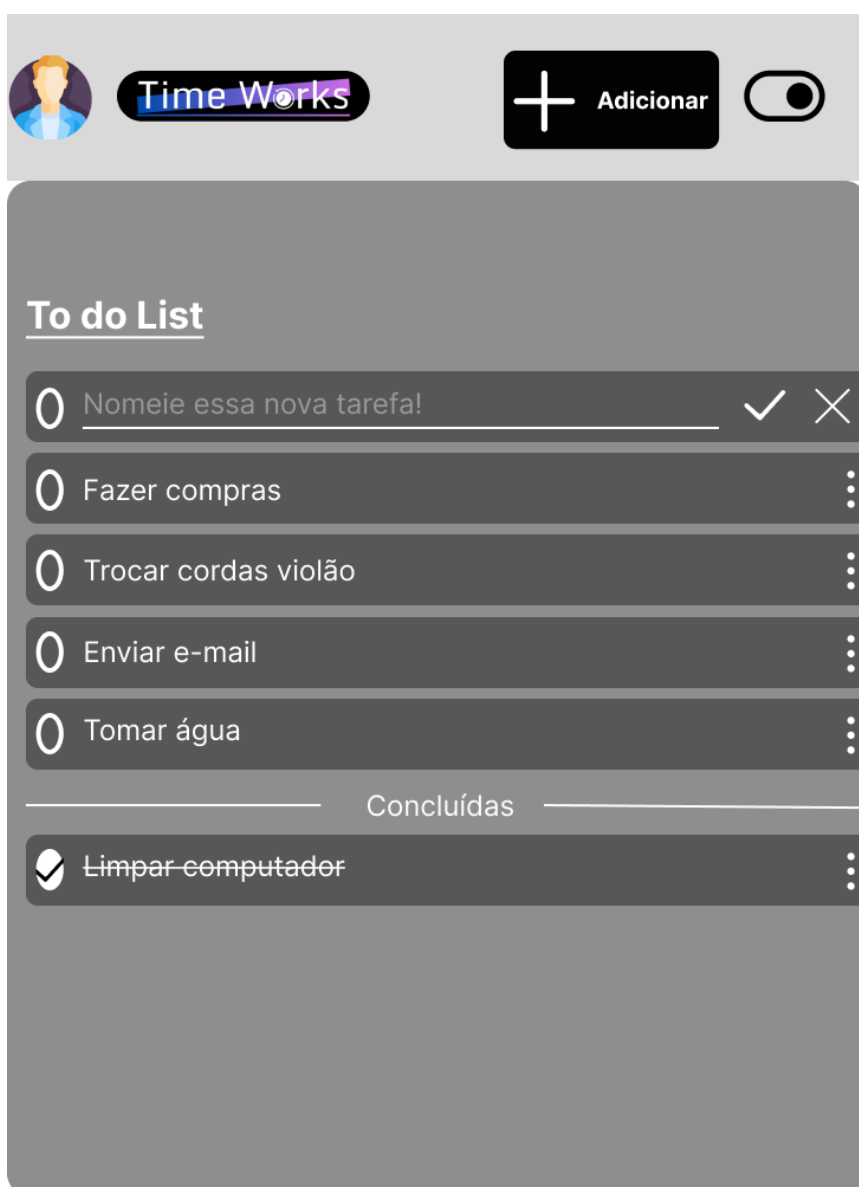 Time Works
Adicionar
To do List
Nomeie essa nova tarefa!
Fazer compras
Trocar cordas violão
Enviar e-mail
Tomar água
Concluídas
Limpar computador